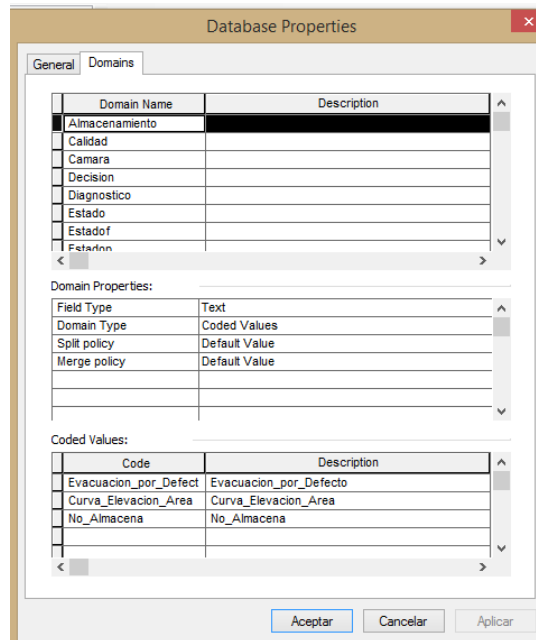 Database Properties
General Domains
Domain Name Description
Almacenamiento
Calidad
Camara
Decision
Diagnostico
Estado
Estadof
Estadop
Domain Properties:
Field Type Text
Domain Type Coded Values
Split policy Default Value
Merge policy Default Value
Coded Values:
Code Description
Evacuacion_por_Defect Evacuacion_por_Defecto
Curva_Elevacion_Area Curva_Elevacion_Area
No_Almacena No_Almacena
Aceptar Cancelar Aplicar